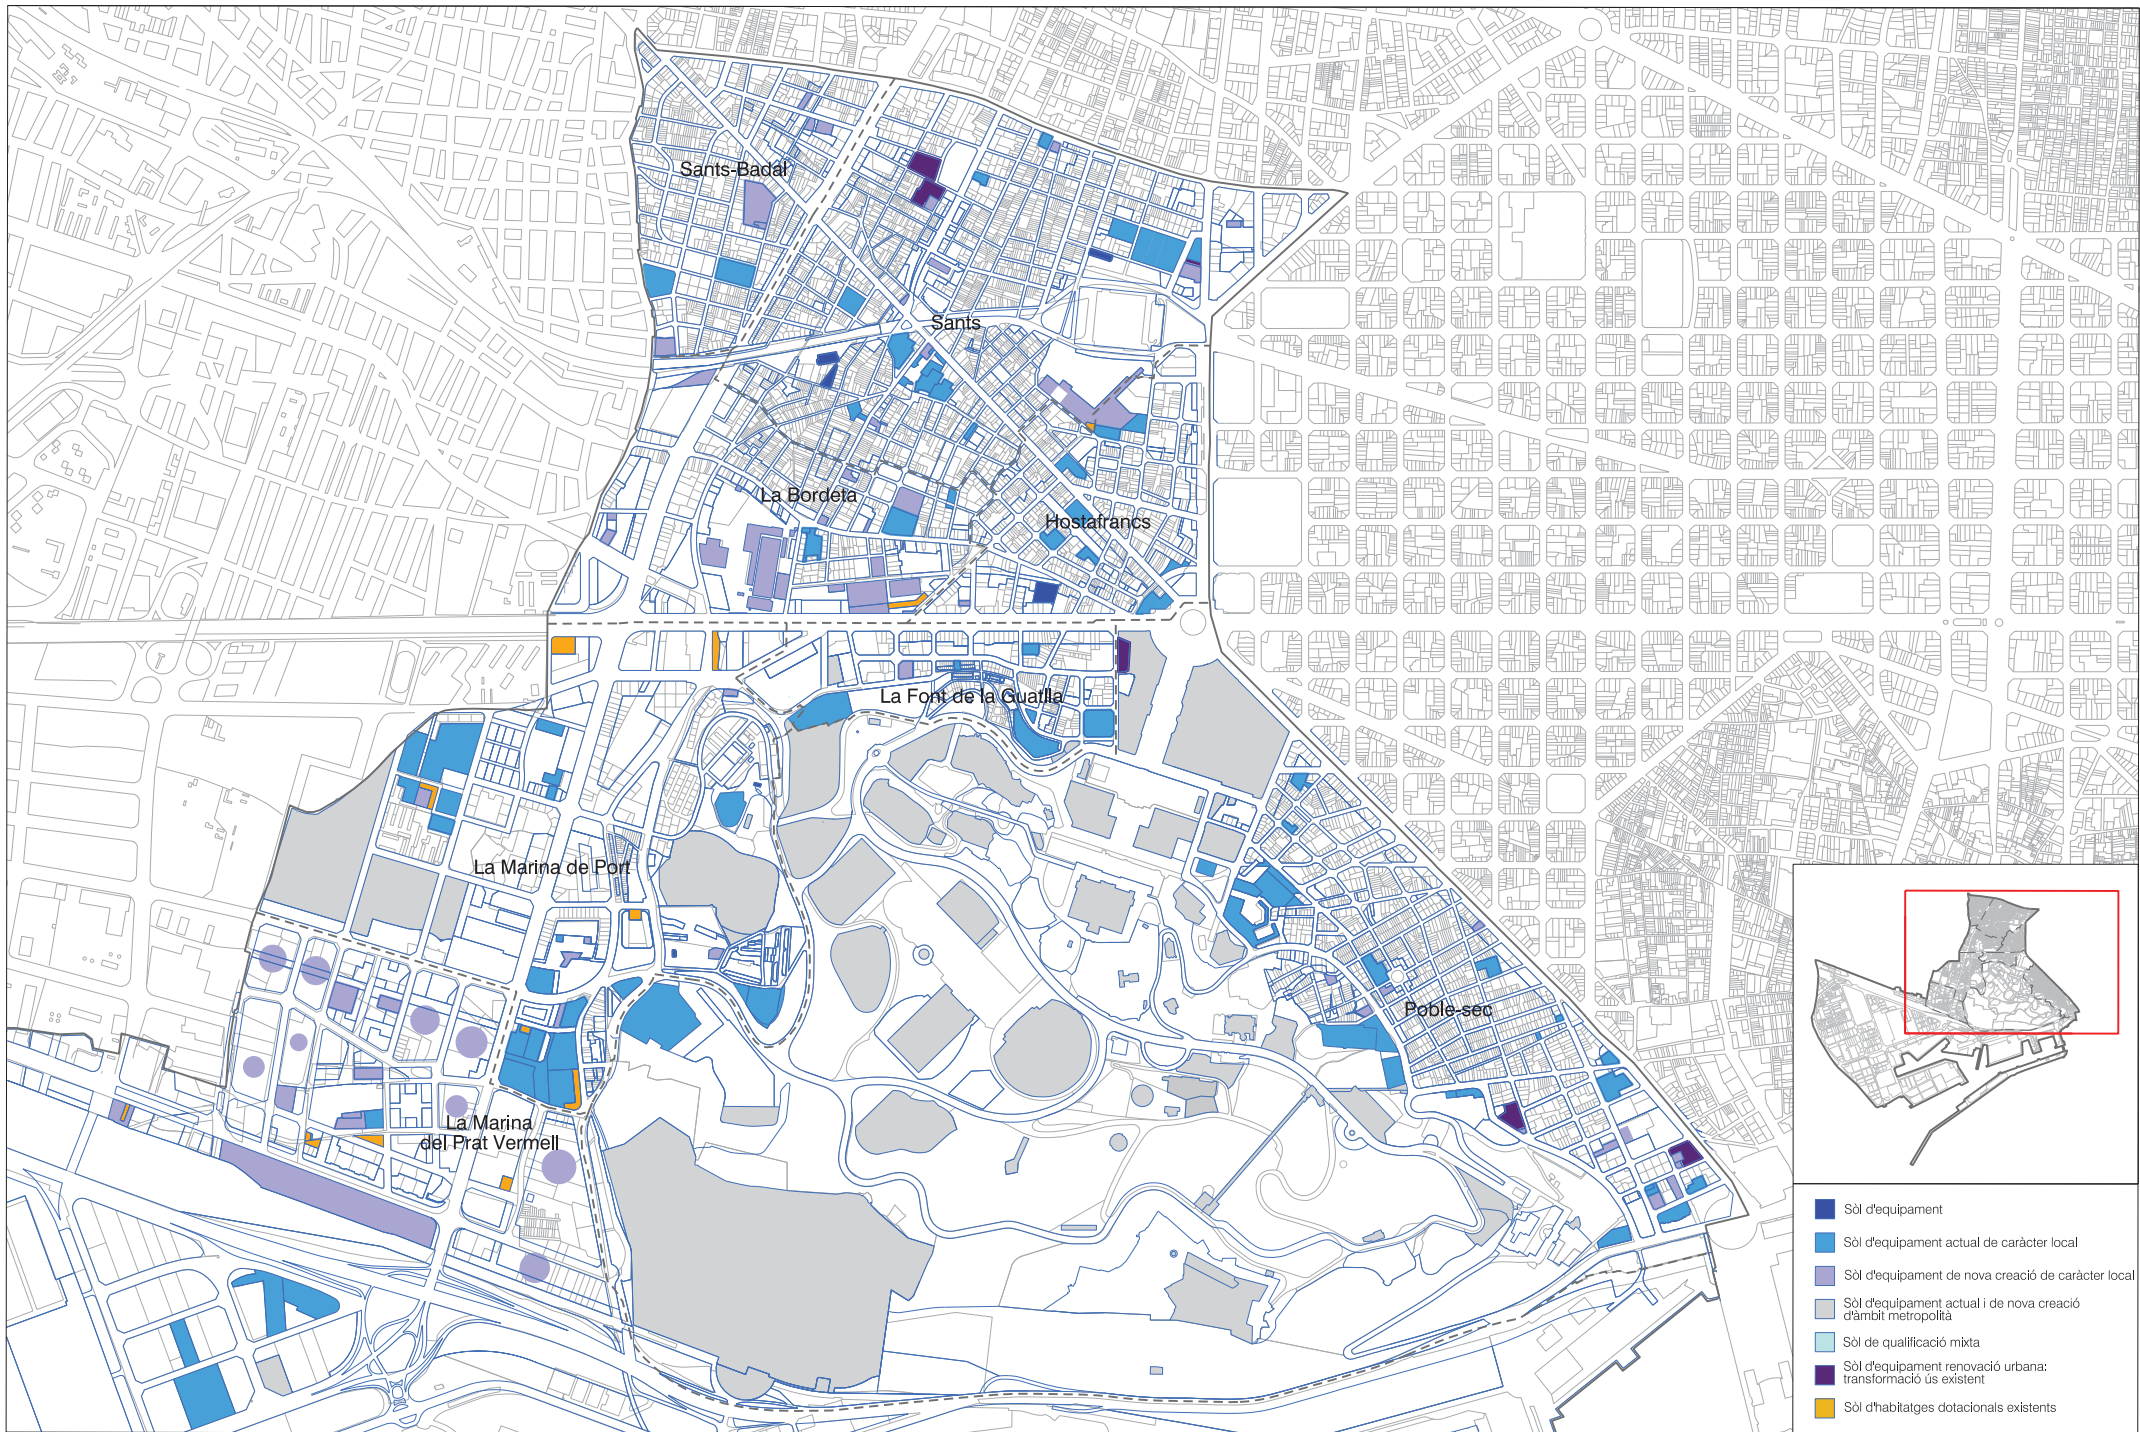 Sants-Badal
Sants
La Bordeta
Hostafrancs
La Font de la Guatlla
La Marina de Port
Poble-sec
La Marina
del Prat Vermell
Sòl d'equipament
Sòl d'equipament actual de caràcter local
Sòl d'equipament de nova creació de caràcter local
Sòl d'equipament actual i de nova creació
d'àmbit metropolità
Sòl de qualificació mixta
Sòl d'equipament renovació urbana:
transformació ús existent
Sòl d'habitatges dotacionals existents